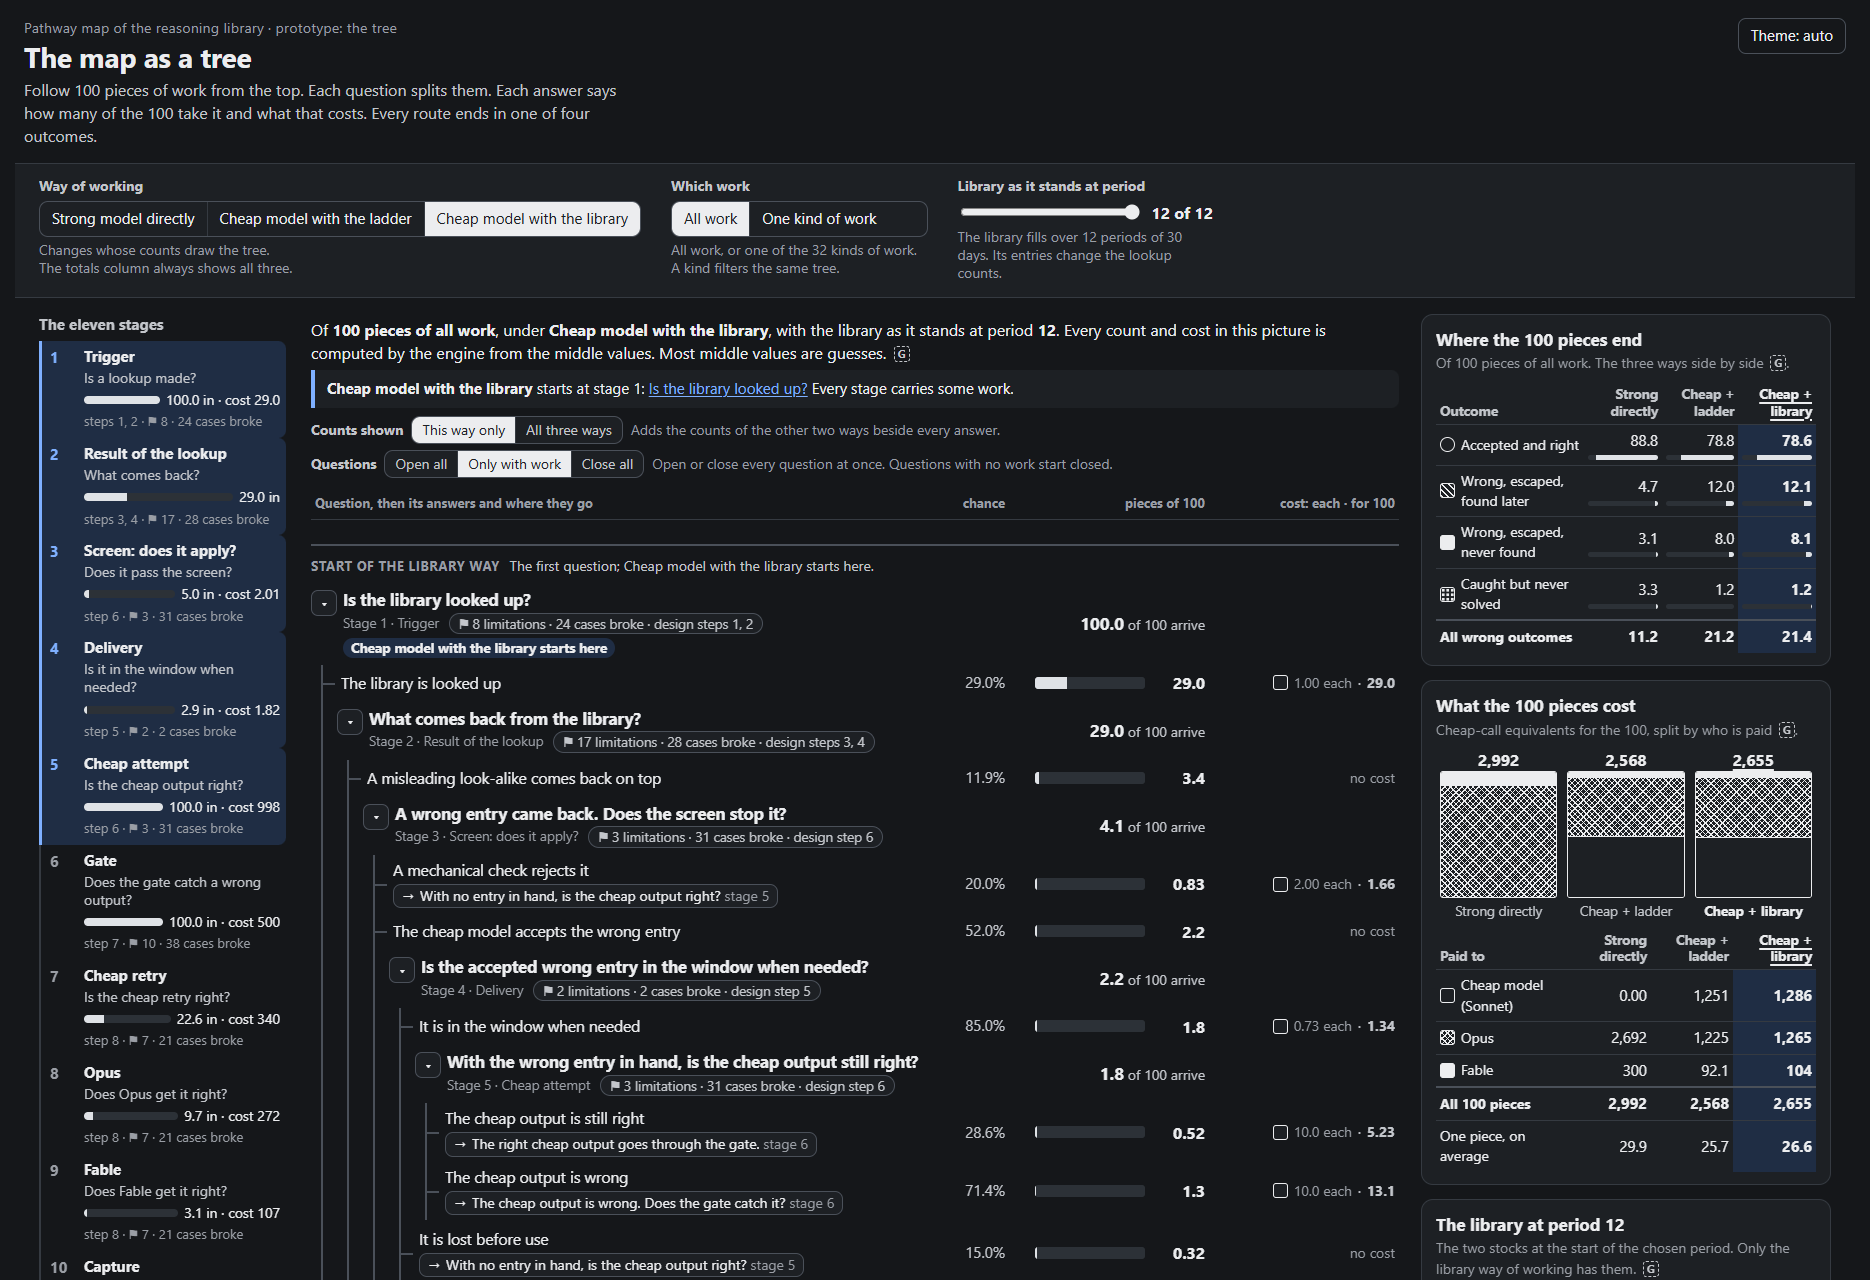 Pathway map of the reasoning library · prototype: the tree
The map as a tree
Follow 100 pieces of work from the top. Each question splits them. Each answer says
how many of the 100 take it and what that costs. Every route ends in one of four
outcomes.
Theme: auto
Way of working
Strong model directly
Cheap model with the ladder
Cheap model with the library
Changes whose counts draw the tree.
The totals column always shows all three.
Which work
All work
One kind of work
All work, or one of the 32 kinds of work.
A kind filters the same tree.
Library as it stands at period
12 of 12
The library fills over 12 periods of 30
days. Its entries change the lookup
counts.
The eleven stages
1 Trigger
Is a lookup made?
100.0 in · cost 29.0
steps 1, 2 · ⚑ 8 · 24 cases broke
2 Result of the lookup
What comes back?
29.0 in
steps 3, 4 · ⚑ 17 · 28 cases broke
3 Screen: does it apply?
Does it pass the screen?
5.0 in · cost 2.01
step 6 · ⚑ 3 · 31 cases broke
4 Delivery
Is it in the window when
needed?
2.9 in · cost 1.82
step 5 · ⚑ 2 · 2 cases broke
5 Cheap attempt
Is the cheap output right?
100.0 in · cost 998
step 6 · ⚑ 3 · 31 cases broke
6 Gate
Does the gate catch a wrong
output?
100.0 in · cost 500
step 7 · ⚑ 10 · 38 cases broke
7 Cheap retry
Is the cheap retry right?
22.6 in · cost 340
step 8 · ⚑ 7 · 21 cases broke
8 Opus
Does Opus get it right?
9.7 in · cost 272
step 8 · ⚑ 7 · 21 cases broke
9 Fable
Does Fable get it right?
3.1 in · cost 107
step 8 · ⚑ 7 · 21 cases broke
10 Capture
Of 100 pieces of all work, under Cheap model with the library, with the library as it stands at period 12. Every count and cost in this picture is
computed by the engine from the middle values. Most middle values are guesses. G
Cheap model with the library starts at stage 1: Is the library looked up? Every stage carries some work.
Counts shown This way only All three ways Adds the counts of the other two ways beside every answer.
Questions Open all Only with work Close all Open or close every question at once. Questions with no work start closed.
Question, then its answers and where they go chance pieces of 100 cost: each · for 100
START OF THE LIBRARY WAY The first question; Cheap model with the library starts here.
Is the library looked up?
Stage 1 · Trigger ⚑ 8 limitations · 24 cases broke · design steps 1, 2
100.0 of 100 arrive
Cheap model with the library starts here
The library is looked up 29.0% 29.0 1.00 each · 29.0
What comes back from the library?
Stage 2 · Result of the lookup ⚑ 17 limitations · 28 cases broke · design steps 3, 4
29.0 of 100 arrive
A misleading look-alike comes back on top 11.9% 3.4 no cost
A wrong entry came back. Does the screen stop it?
Stage 3 · Screen: does it apply? ⚑ 3 limitations · 31 cases broke · design step 6
4.1 of 100 arrive
A mechanical check rejects it
→ With no entry in hand, is the cheap output right? stage 5
20.0% 0.83 2.00 each · 1.66
The cheap model accepts the wrong entry 52.0% 2.2 no cost
Is the accepted wrong entry in the window when needed?
Stage 4 · Delivery ⚑ 2 limitations · 2 cases broke · design step 5
2.2 of 100 arrive
It is in the window when needed 85.0% 1.8 0.73 each · 1.34
With the wrong entry in hand, is the cheap output still right?
Stage 5 · Cheap attempt ⚑ 3 limitations · 31 cases broke · design step 6
1.8 of 100 arrive
The cheap output is still right
→ The right cheap output goes through the gate. stage 6
28.6% 0.52 10.0 each · 5.23
The cheap output is wrong
→ The cheap output is wrong. Does the gate catch it? stage 6
71.4% 1.3 10.0 each · 13.1
It is lost before use
→ With no entry in hand, is the cheap output right? stage 5
15.0% 0.32 no cost
Where the 100 pieces end
Of 100 pieces of all work. The three ways side by side G.
Outcome Strong directly Cheap + ladder Cheap + library
Accepted and right 88.8 78.8 78.6
Wrong, escaped, found later 4.7 12.0 12.1
Wrong, escaped, never found 3.1 8.0 8.1
Caught but never solved 3.3 1.2 1.2
All wrong outcomes 11.2 21.2 21.4
What the 100 pieces cost
Cheap-call equivalents for the 100, split by who is paid G.
2,992 2,568 2,655
Strong directly Cheap + ladder Cheap + library
Paid to Strong directly Cheap + ladder Cheap + library
Cheap model (Sonnet) 0.00 1,251 1,286
Opus 2,692 1,225 1,265
Fable 300 92.1 104
All 100 pieces 2,992 2,568 2,655
One piece, on average 29.9 25.7 26.6
The library at period 12
The two stocks at the start of the chosen period. Only the
library way of working has them. G